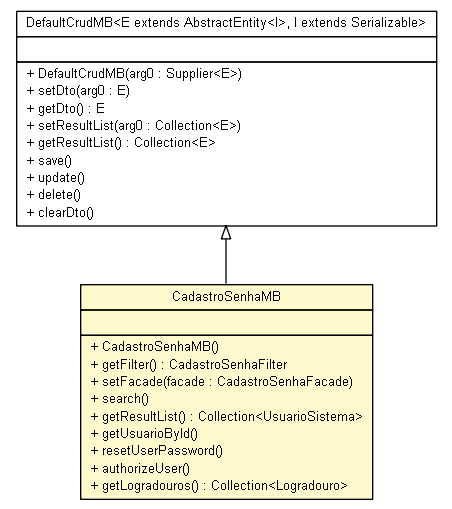 DefaultCrudMB<E extends AbstractEntity<I>, I extends Serializable>
+ DefaultCrudMB(arg0 : Supplier<E>)
+ setDto(arg0 : E)
+ getDto() : E
+ setResultList(arg0 : Collection<E>)
+ getResultList() : Collection<E>
+ save()
+ update()
+ delete()
+ clearDto()
CadastroSenhaMB
+ CadastroSenhaMB()
+ getFilter() : CadastroSenhaFilter
+ setFacade(facade : CadastroSenhaFacade)
+ search()
+ getResultList() : Collection<UsuarioSistema>
+ getUsuarioById()
+ resetUserPassword()
+ authorizeUser()
+ getLogradouros() : Collection<Logradouro>